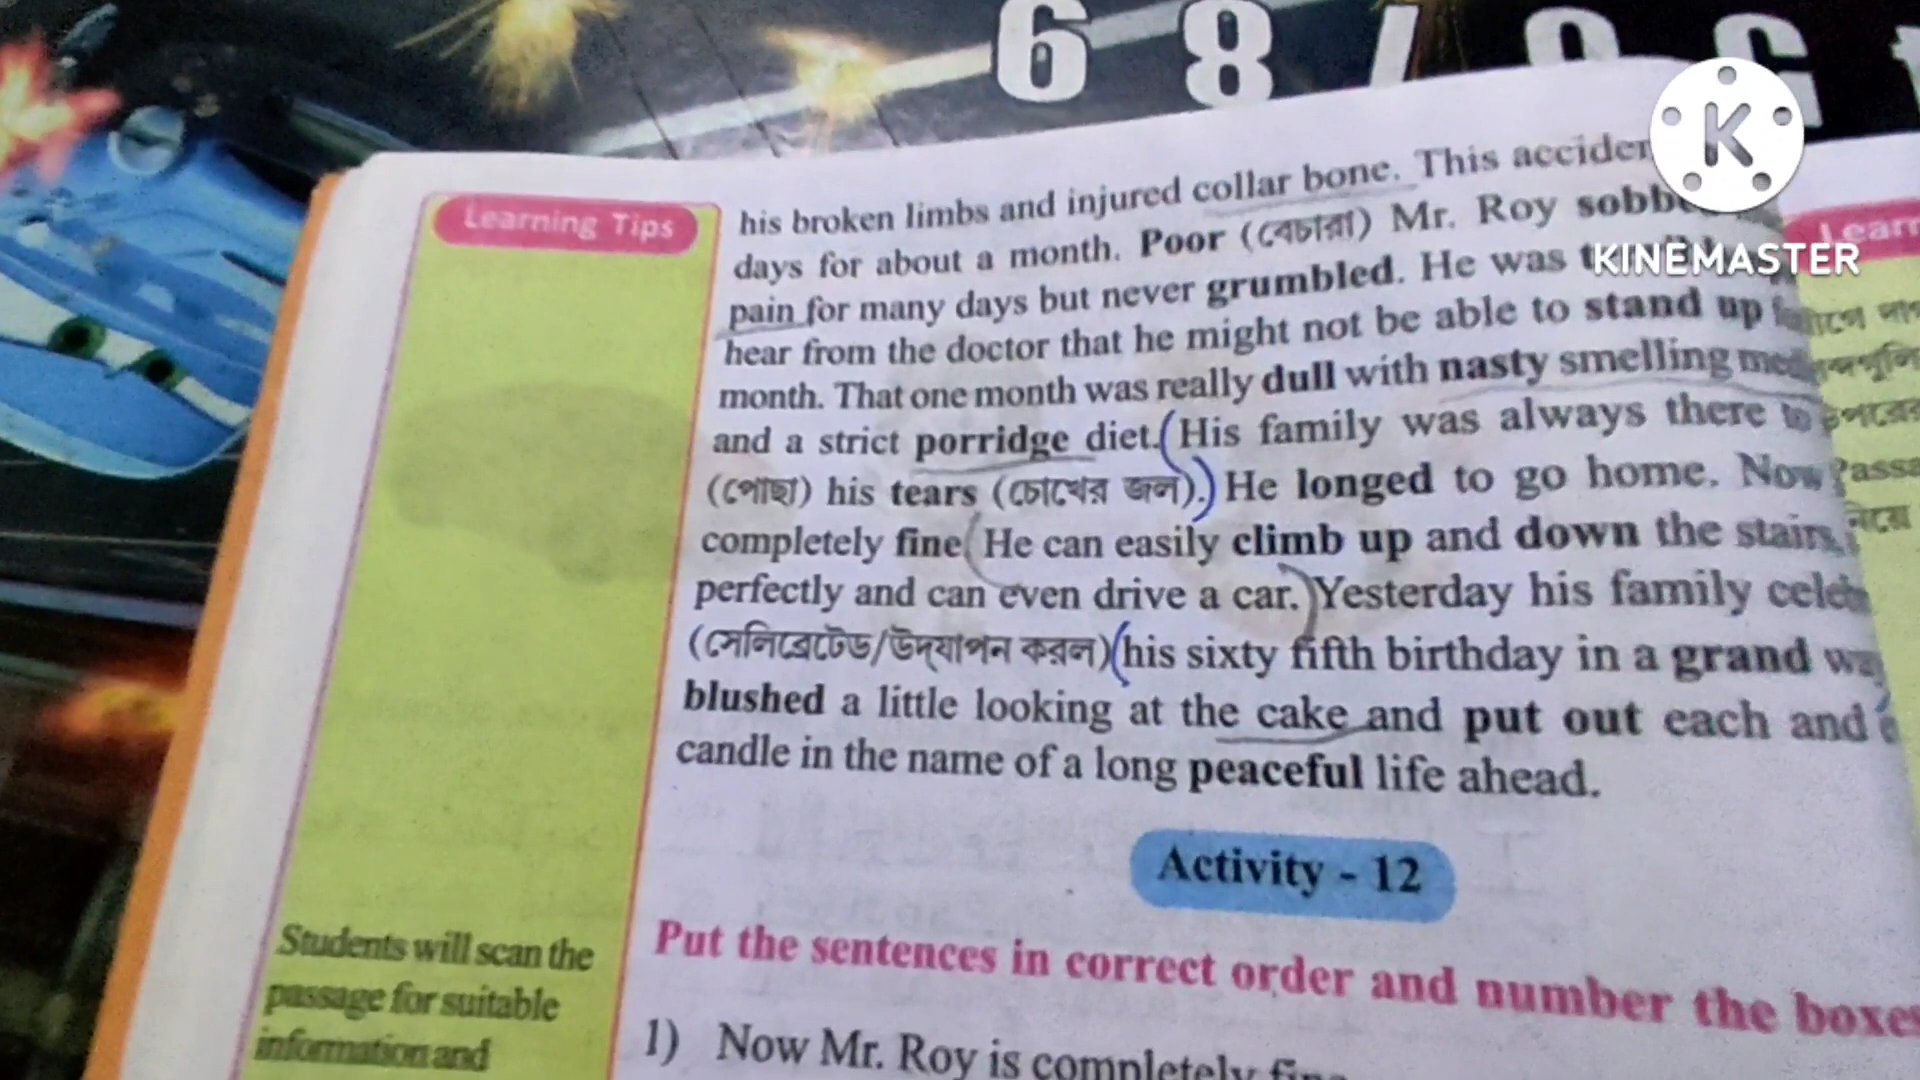 6 8 7 0 5
KINEMASTER
Learning Tips
his broken limbs and injured collar bone. This
days for about a month. Poor (বেচারা) Mr. Roy
pain for many days but never grumbled. He was
hear from the doctor that he might not be able to stand up
month. That one month was really dull with nasty smelling
and a strict porridge diet. (His family was always there to
(পোছা) his tears (চোখের জল).) He longed to go home. Now
completely fine. (He can easily climb up and down the stairs,
perfectly and can even drive a car.) Yesterday his family
(সেলিব্রেটেড/উদ্‌যাপন করল) (his sixty fifth birthday in a grand
blushed a little looking at the cake and put out each and
candle in the name of a long peaceful life ahead.
Activity - 12
Students will scan the
passage for suitable
information and
Put the sentences in correct order and number the boxes
1) Now Mr. Roy is completely